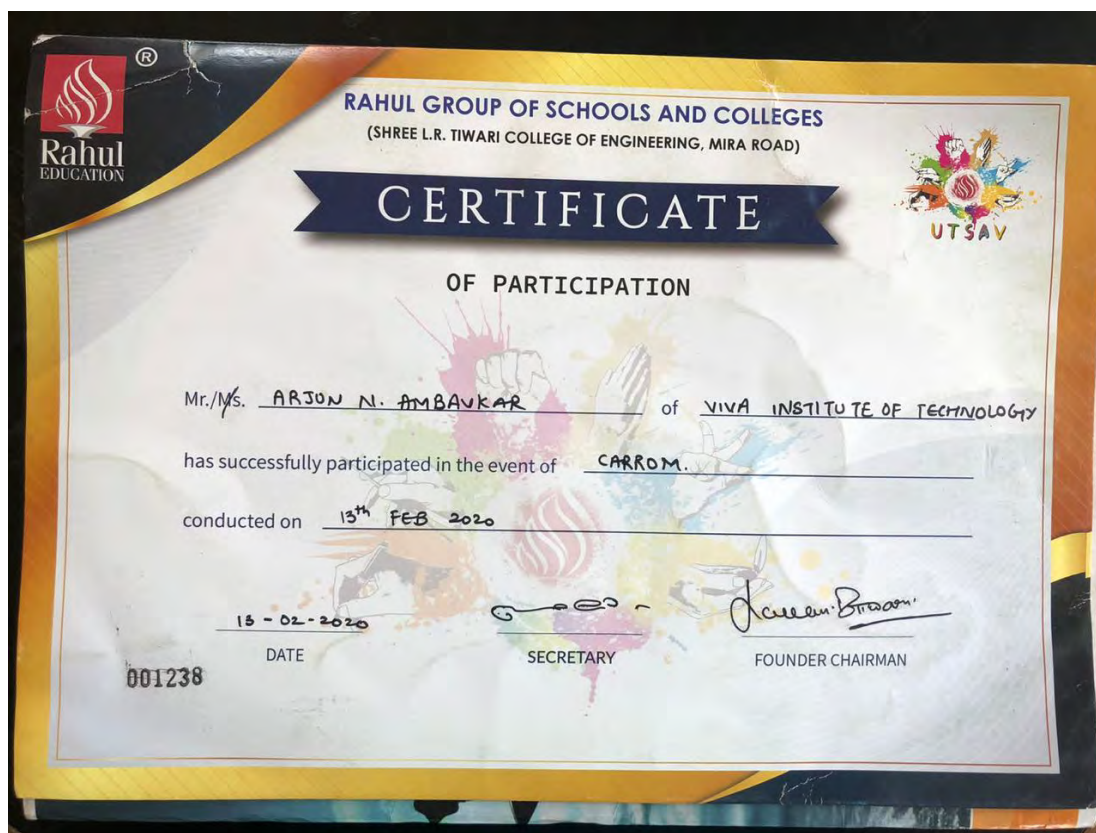 ®
Rahul
EDUCATION
RAHUL GROUP OF SCHOOLS AND COLLEGES
(SHREE L.R. TIWARI COLLEGE OF ENGINEERING, MIRA ROAD)
UTSAV
CERTIFICATE
OF PARTICIPATION
Mr./Ms. ARJUN N. AMBAVKAR of VIVA INSTITUTE OF TECHNOLOGY
has successfully participated in the event of CARROM.
conducted on 13th FEB 2020
13-02-2020
DATE SECRETARY FOUNDER CHAIRMAN
001238